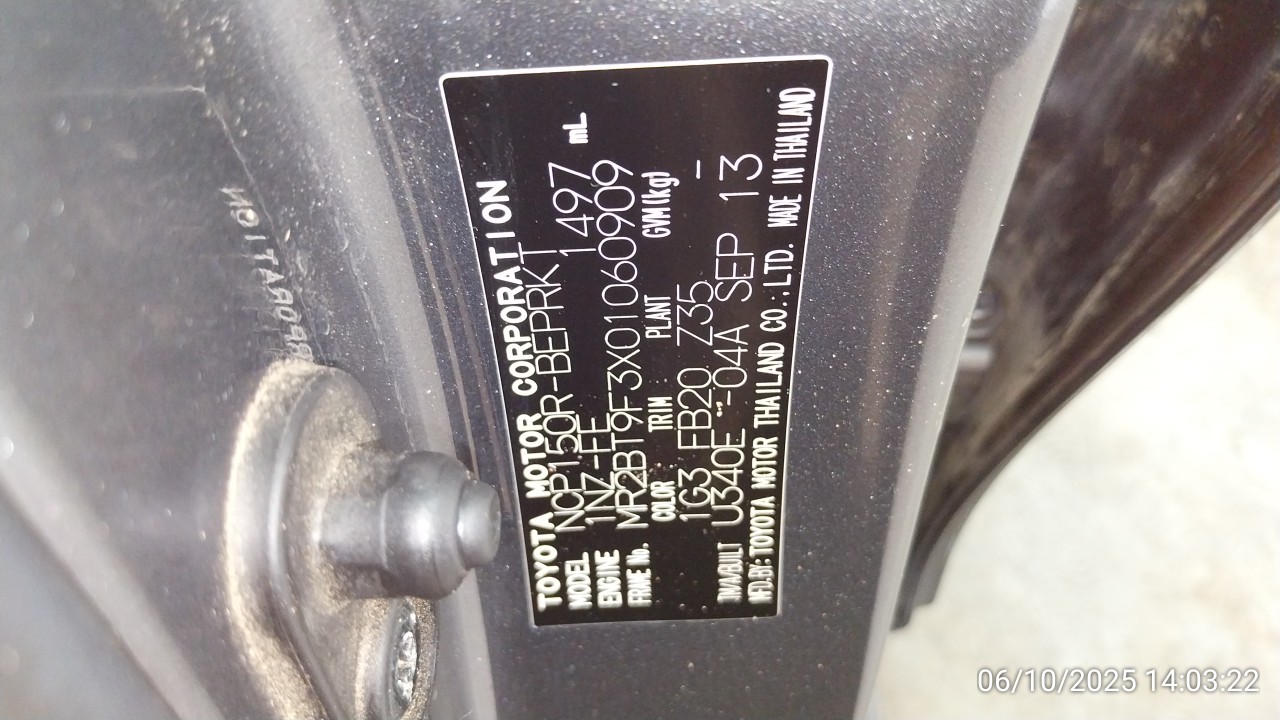 TOYOTA MOTOR CORPORATION
MODEL NCP150R-BEPRKT
ENGINE 1NZ-FE 1497 mL
FRAME No. MR2BT9F3X01060909
COLOR : TRIM : PLANT GVM(kg)
1G3 FB20 Z35 –
TM/A/BUILT U340E -04A SEP 13
MFD.BY: TOYOTA MOTOR THAILAND CO.,LTD. MADE IN THAILAND
06/10/2025 14:03:22